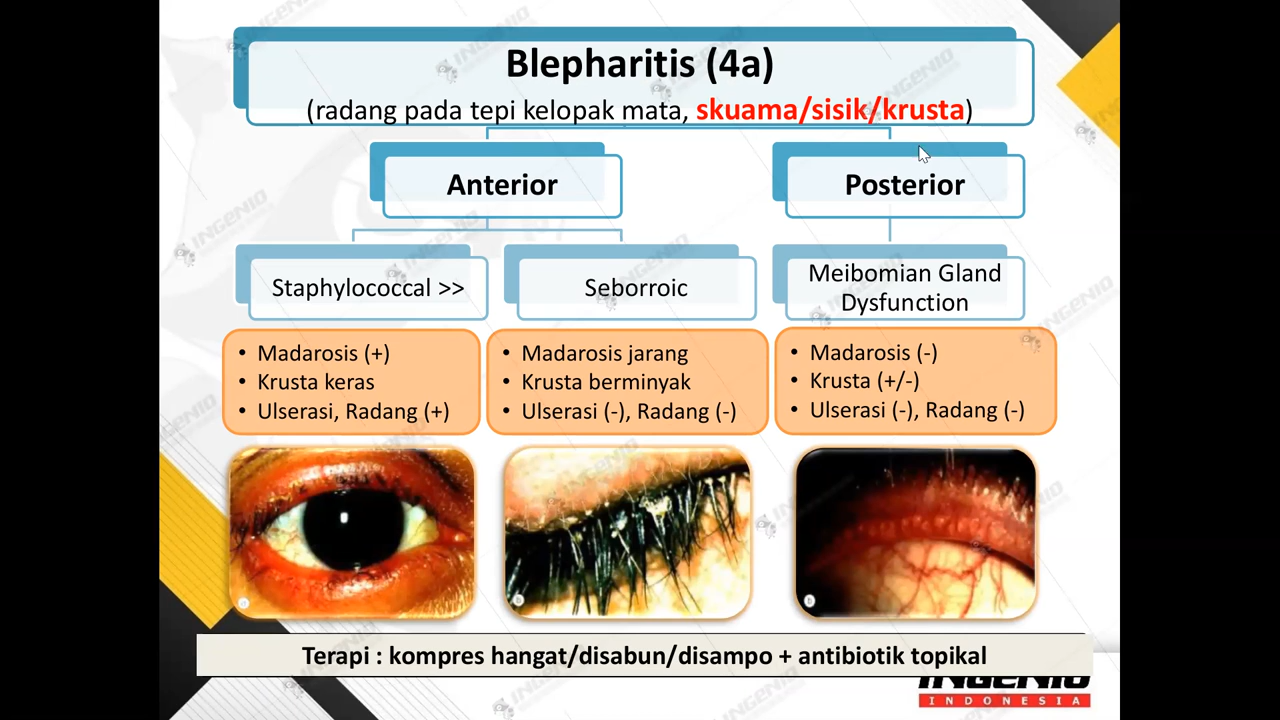 Blepharitis (4a)
(radang pada tepi kelopak mata, skuama/sisik/krusta)
Anterior
Posterior
Staphylococcal >>
Seborroic
Meibomian Gland
Dysfunction
• Madarosis (+)
• Krusta keras
• Ulserasi, Radang (+)
• Madarosis jarang
• Krusta berminyak
• Ulserasi (-), Radang (-)
• Madarosis (-)
• Krusta (+/-)
• Ulserasi (-), Radang (-)
a
b
b
Terapi : kompres hangat/disabun/disampo + antibiotik topikal
INGENIO
INDONESIA